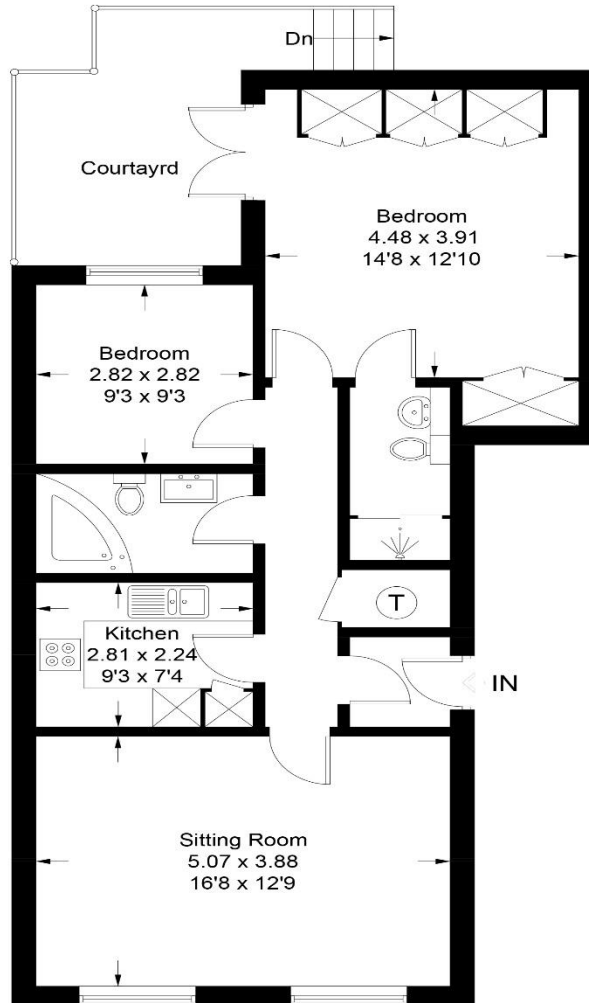 Dn
Courtayrd
Bedroom
4.48 x 3.91
14'8 x 12'10
Bedroom
2.82 x 2.82
9'3 x 9'3
T
Kitchen
2.81 x 2.24
9'3 x 7'4
IN
Sitting Room
5.07 x 3.88
16'8 x 12'9